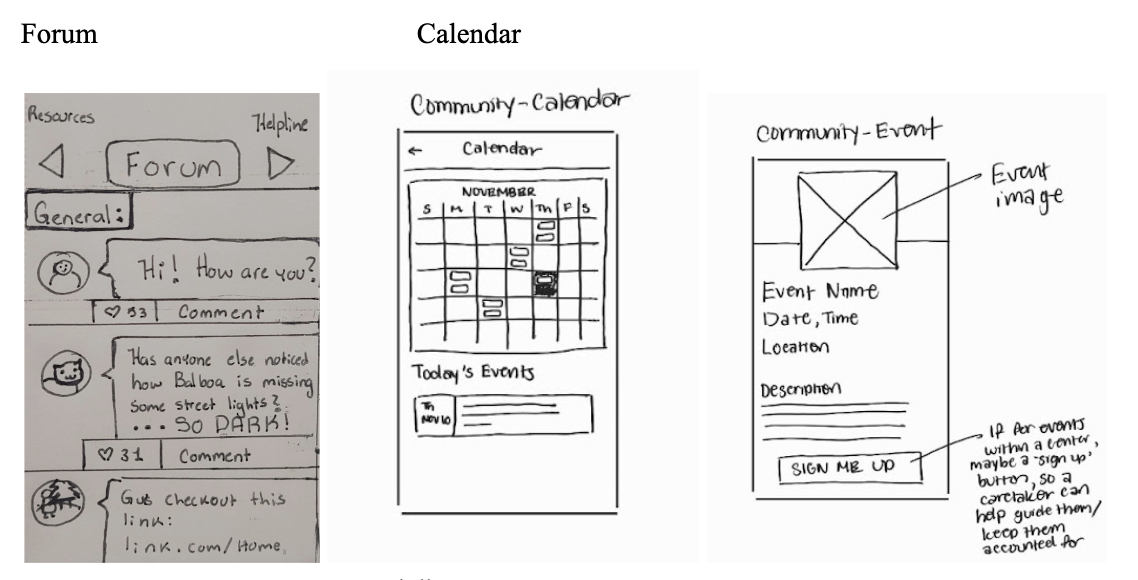 Forum
Calendar
Resources
Helpline
Forum
General:
Hi! How are you?
♡ 53 Comment
Has anyone else noticed
how Balboa is missing
some street lights?
... SO DARK!
♡ 31 Comment
Guts checkout this
link:
link.com/Home.
Community-Calendar
← Calendar
NOVEMBER
S M T W Th F S
Today's Events
Th
NOV 10
Community-Event
Event
image
Event Name
Date, Time
Location
Description
SIGN ME UP
If for events
within a center,
maybe a 'sign up'
button, so a
caretaker can
help guide them/
keep them
accounted for